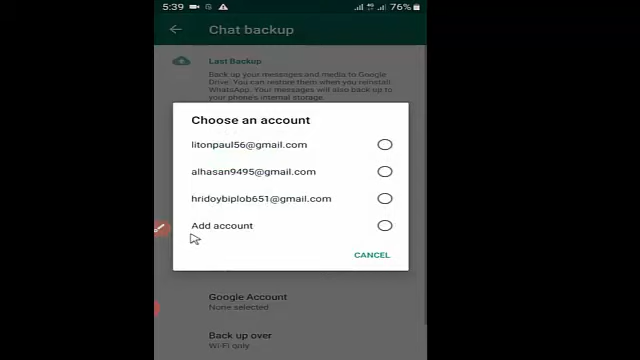 5:39 76%
Chat backup
Last Backup
Back up your messages and media to Google
Drive. You can restore them when you reinstall
WhatsApp. Your messages will also back up to
your phone's internal storage.
Choose an account
litonpaul56@gmail.com
alhasan9495@gmail.com
hridoybiplob651@gmail.com
Add account
CANCEL
Google Account
None selected
Back up over
Wi-Fi only